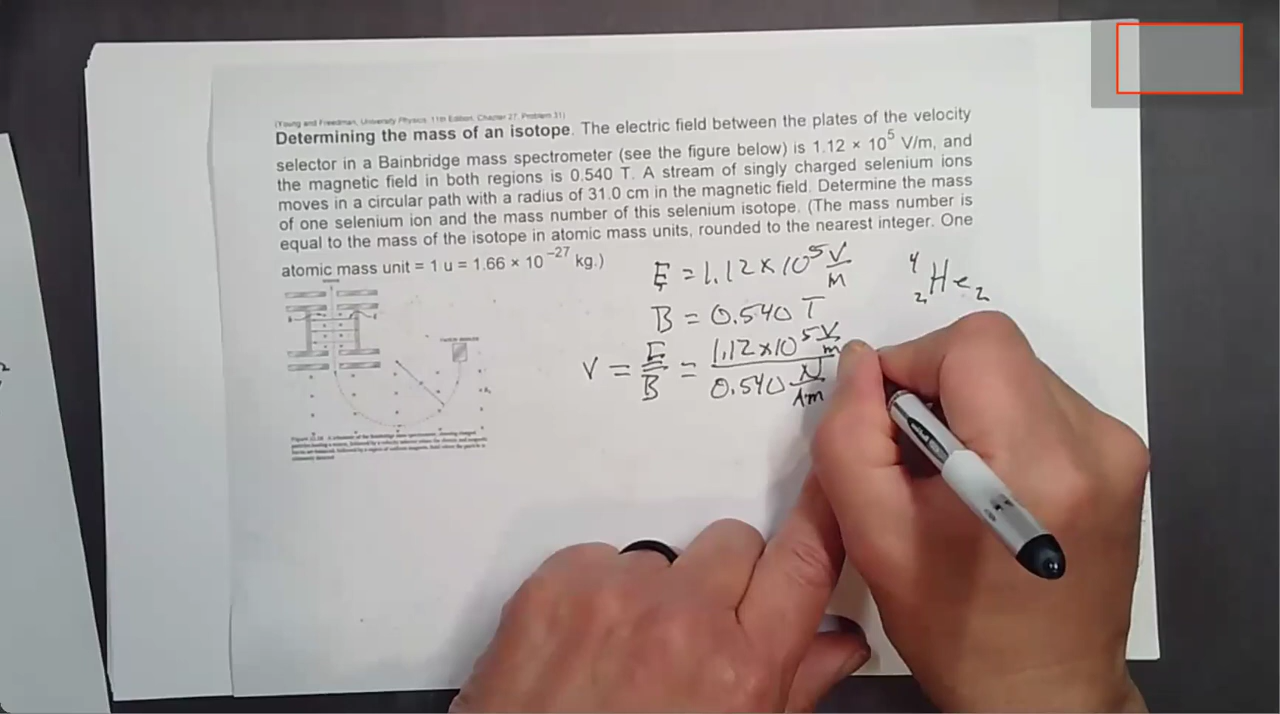 (Young and Freedman, University Physics, 11th Edition, Chapter 27, Problem 31)
Determining the mass of an isotope. The electric field between the plates of the velocity
selector in a Bainbridge mass spectrometer (see the figure below) is 1.12 × 10⁵ V/m, and
the magnetic field in both regions is 0.540 T. A stream of singly charged selenium ions
moves in a circular path with a radius of 31.0 cm in the magnetic field. Determine the mass
of one selenium ion and the mass number of this selenium isotope. (The mass number is
equal to the mass of the isotope in atomic mass units, rounded to the nearest integer. One
atomic mass unit = 1 u = 1.66 × 10⁻²⁷ kg.)
E = 1.12 × 10⁵ V/m
⁴₂He₂
B = 0.540 T
V = E/B = 1.12 × 10⁵ V/m / 0.540 N/Am